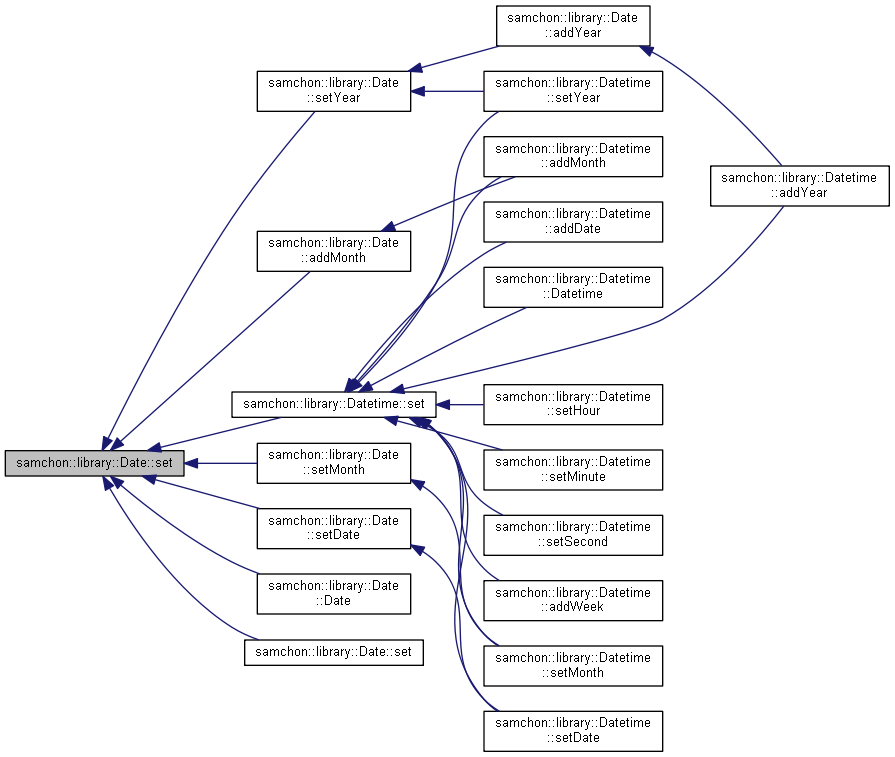 samchon::library::Date
::addYear
samchon::library::Date
::setYear
samchon::library::Datetime
::setYear
samchon::library::Datetime
::addMonth
samchon::library::Datetime
::addYear
samchon::library::Datetime
::addDate
samchon::library::Date
::addMonth
samchon::library::Datetime
::Datetime
samchon::library::Datetime::set
samchon::library::Datetime
::setHour
samchon::library::Date::set
samchon::library::Date
::setMonth
samchon::library::Datetime
::setMinute
samchon::library::Date
::setDate
samchon::library::Datetime
::setSecond
samchon::library::Date
::Date
samchon::library::Datetime
::addWeek
samchon::library::Date::set
samchon::library::Datetime
::setMonth
samchon::library::Datetime
::setDate